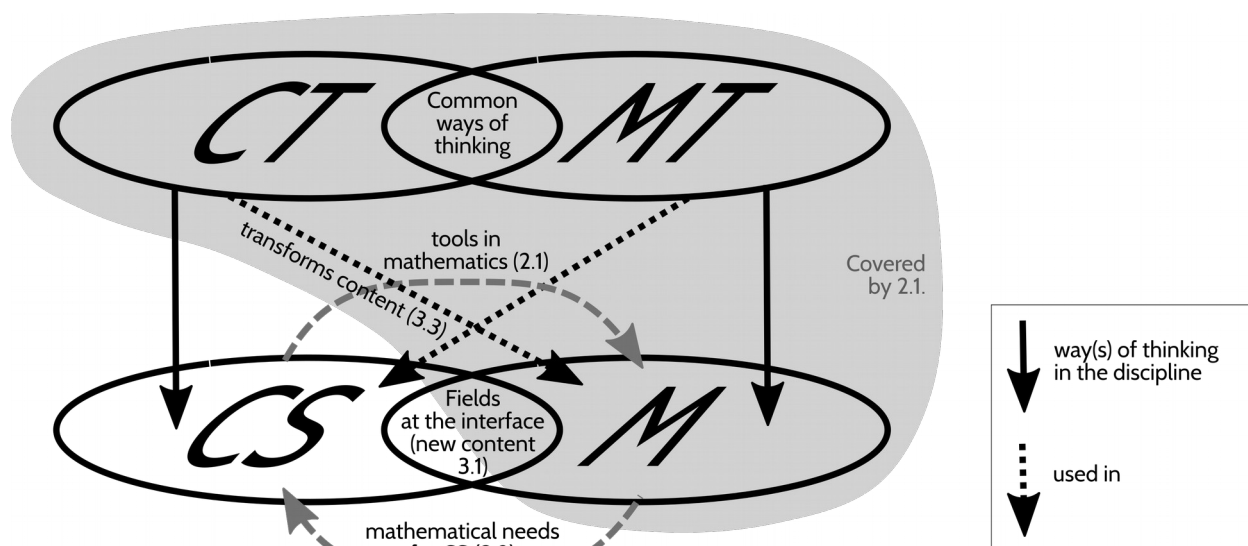 CT
Common
ways of
thinking
MT
transforms content (3.3)
tools in
mathematics (2.1)
Covered
by 2.1.
CS
Fields
at the interface
(new content
3.1)
M
mathematical needs
way(s) of thinking
in the discipline
used in